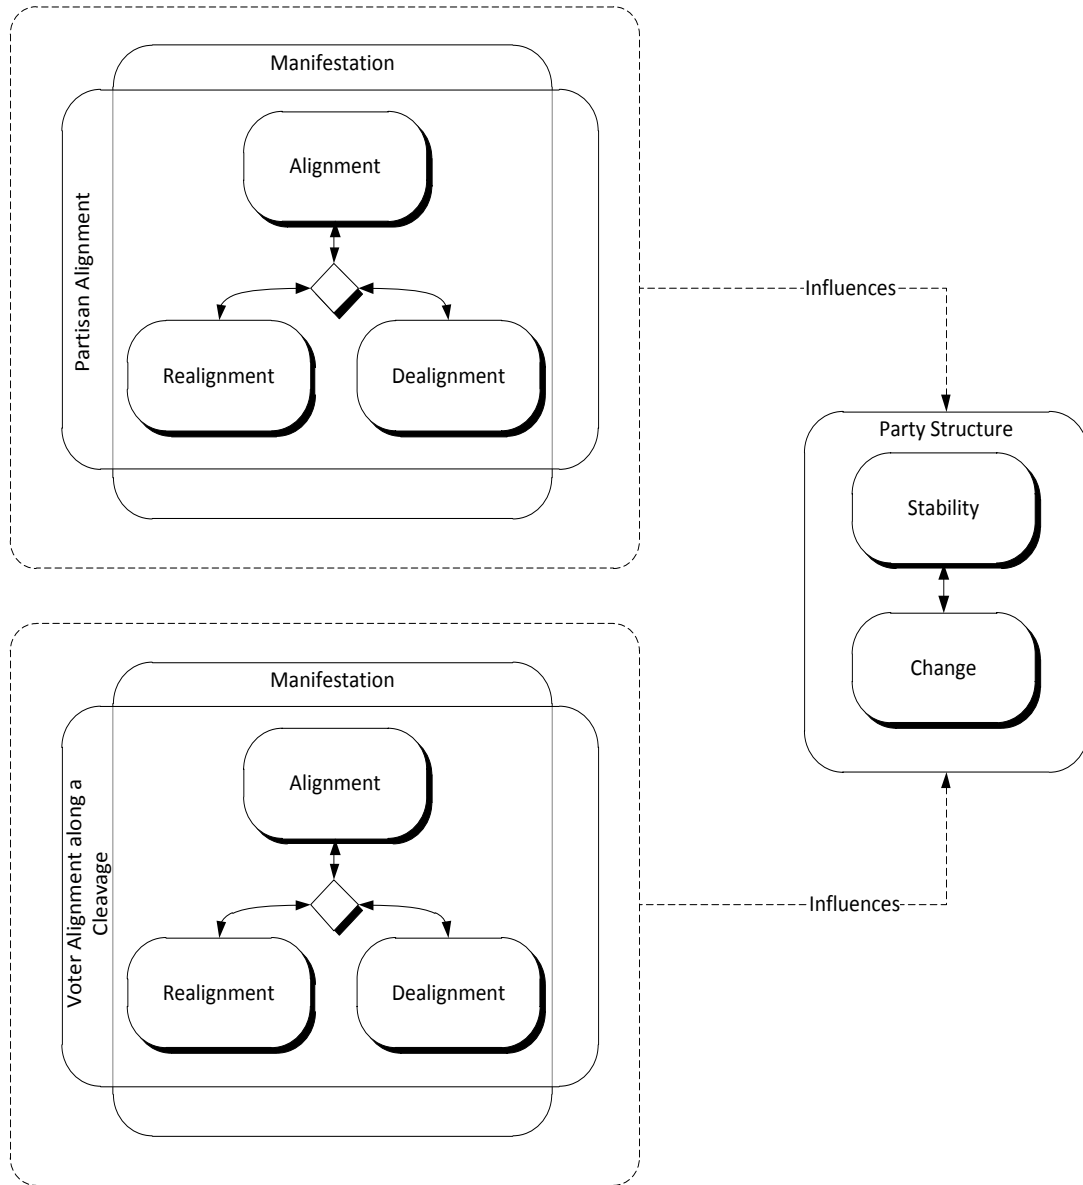 Manifestation
Partisan Alignment
Alignment
Realignment
Dealignment
Influences
Party Structure
Stability
Change
Manifestation
Voter Alignment along a
Cleavage
Alignment
Realignment
Dealignment
Influences